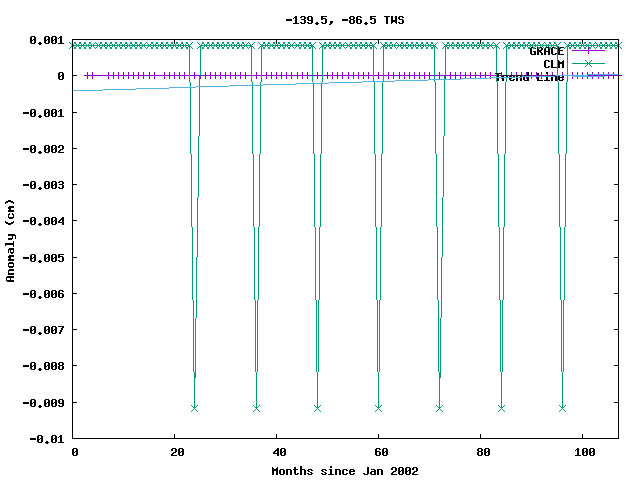 -139.5, -86.5 TWS
0.001
0
-0.001
-0.002
-0.003
-0.004
-0.005
-0.006
-0.007
-0.008
-0.009
-0.01
Anomaly (cm)
GRACE
CLM
Trend Line
0 20 40 60 80 100
Months since Jan 2002